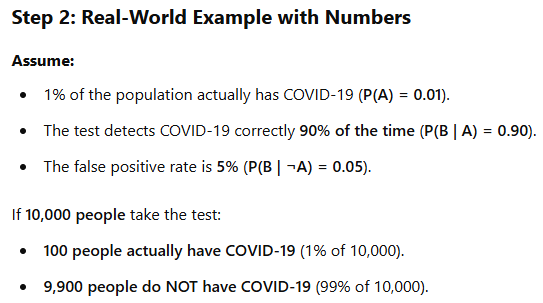 Step 2: Real-World Example with Numbers
Assume:
• 1% of the population actually has COVID-19 (P(A) = 0.01).
• The test detects COVID-19 correctly 90% of the time (P(B | A) = 0.90).
• The false positive rate is 5% (P(B | ¬A) = 0.05).
If 10,000 people take the test:
• 100 people actually have COVID-19 (1% of 10,000).
• 9,900 people do NOT have COVID-19 (99% of 10,000).